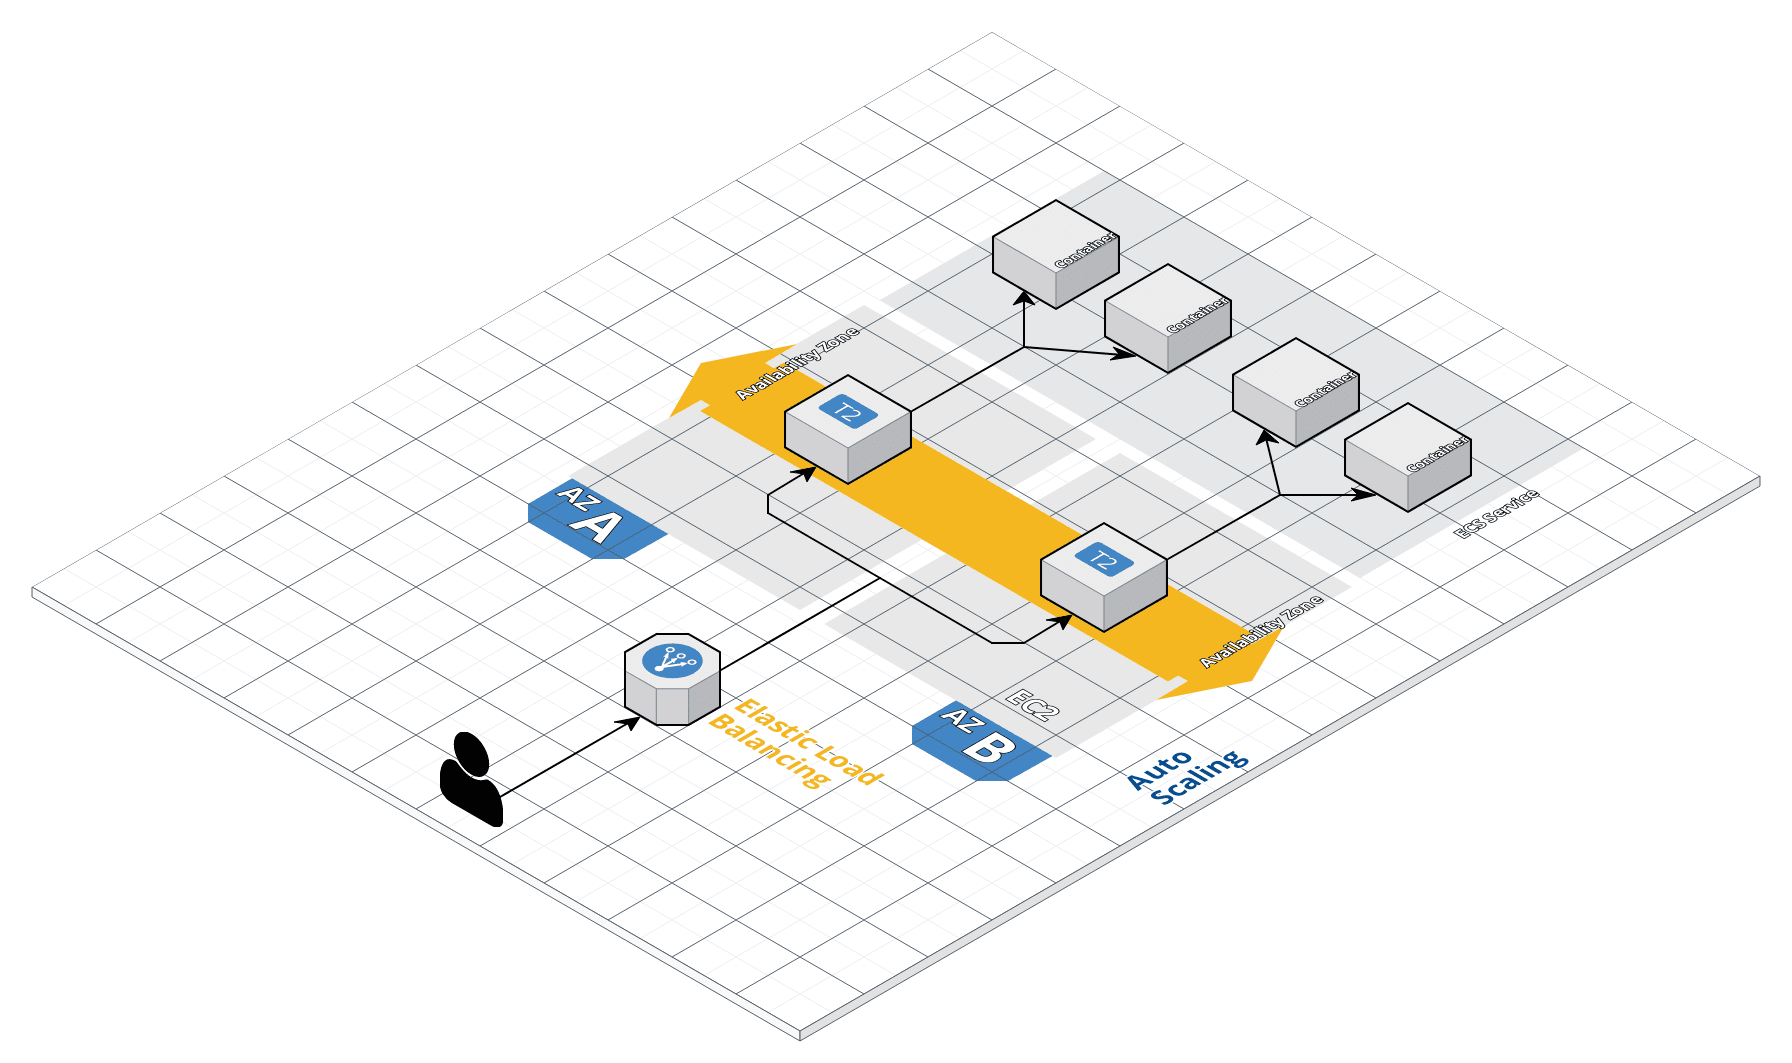 Container
Container
Availability Zone
Container
T2
Container
AZ
A
ECS Service
T2
Availability Zone
EC2
AZ
B
Elastic Load
Balancing
Auto
Scaling